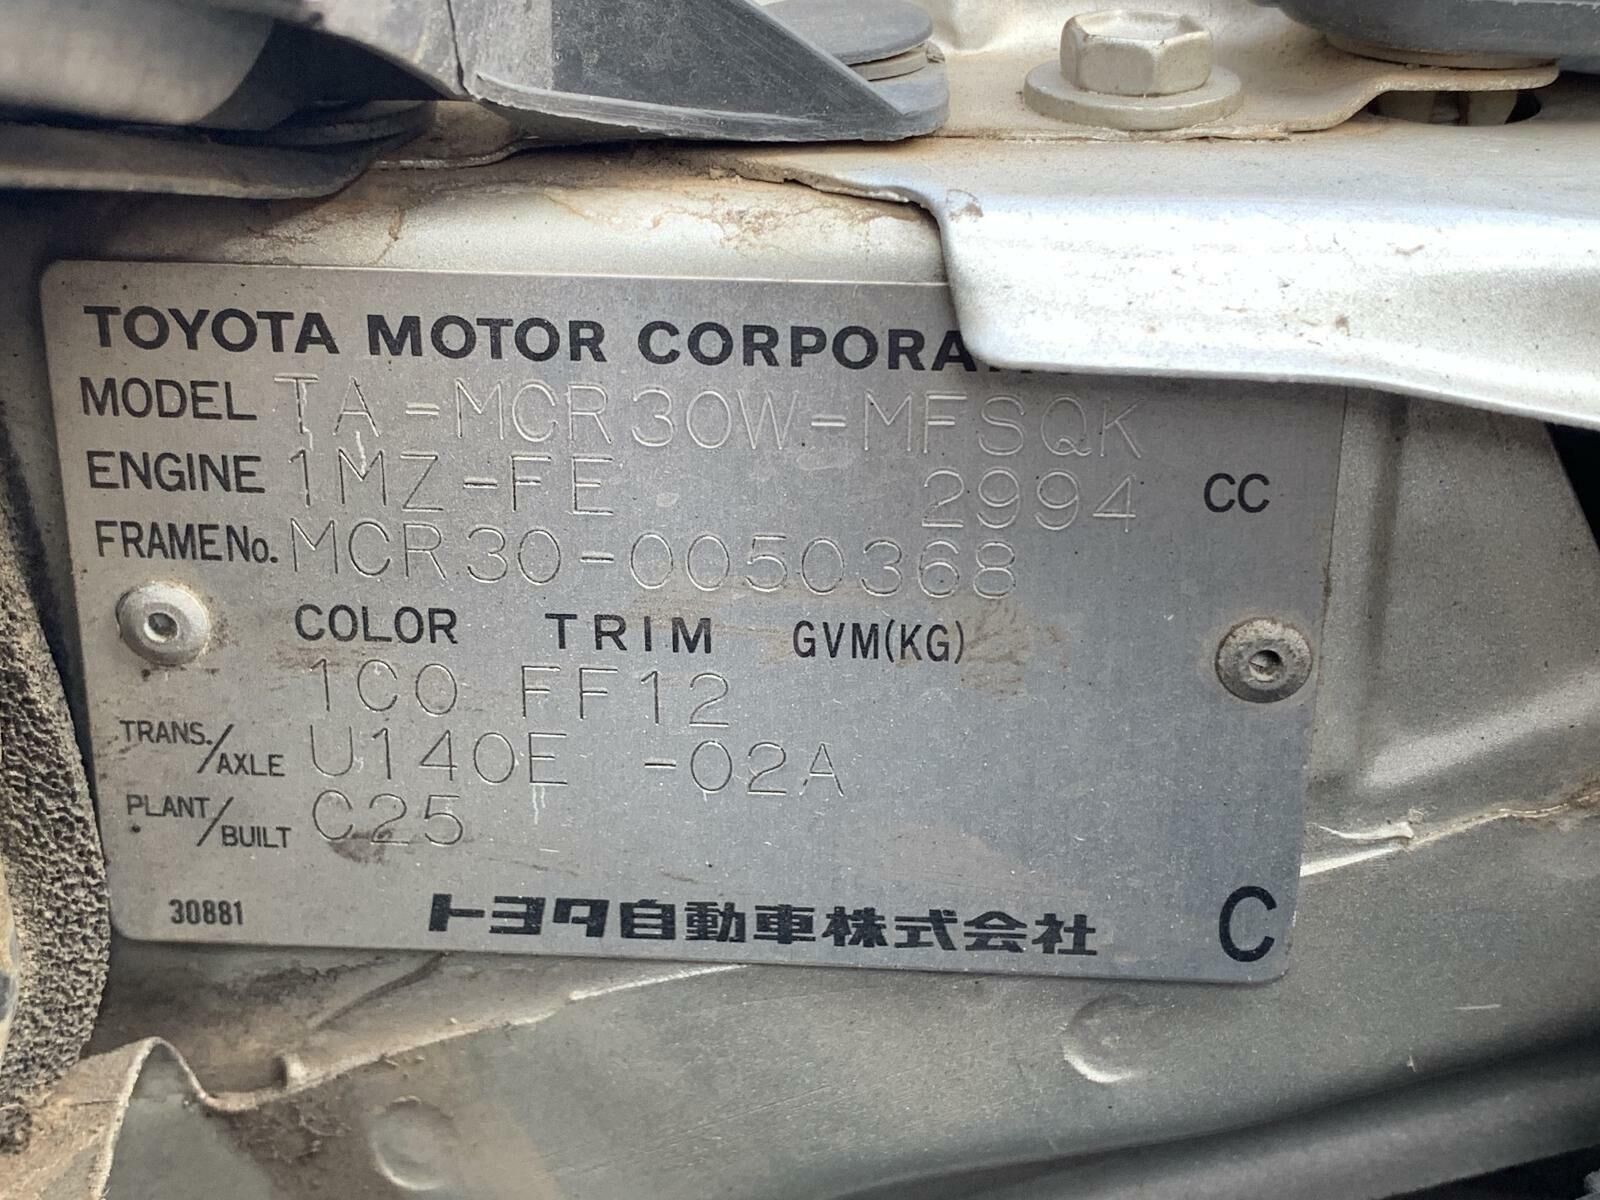 TOYOTA MOTOR CORPORA
MODEL TA-MCR30W-MFSQK
ENGINE 1MZ-FE 2994 CC
FRAME No. MCR30-0050368
COLOR TRIM GVM(KG)
1C0 FF12
TRANS./AXLE U140E -02A
PLANT/BUILT C25
30881 トヨタ自動車株式会社 C